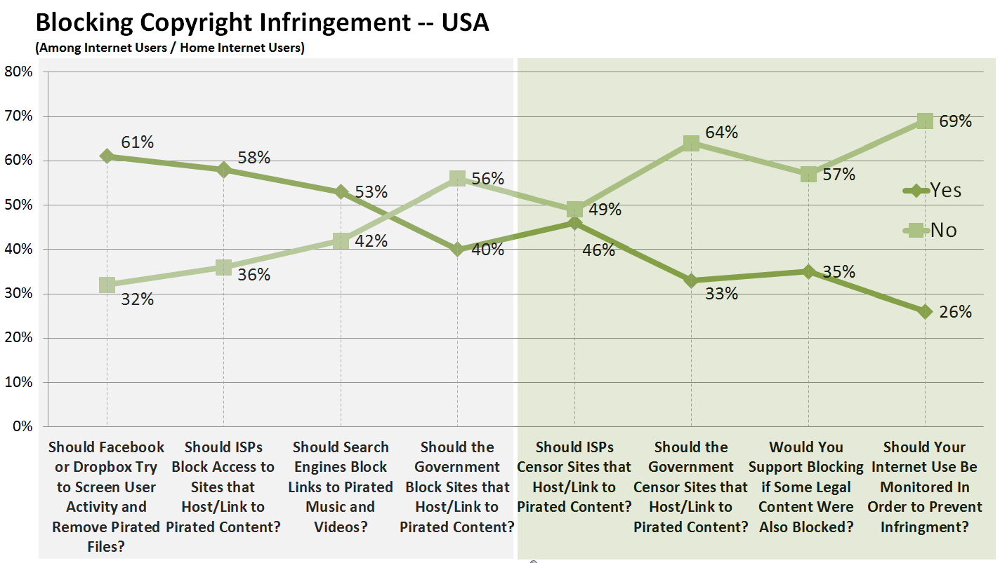 Blocking Copyright Infringement -- USA
(Among Internet Users / Home Internet Users)
80%
70%
60%
50%
40%
30%
20%
10%
0%
61%
58%
53%
40%
46%
33%
35%
26%
32%
36%
42%
56%
49%
64%
57%
69%
Yes
No
Should Facebook
or Dropbox Try
to Screen User
Activity and
Remove Pirated
Files?
Should ISPs
Block Access to
Sites that
Host/Link to
Pirated Content?
Should Search
Engines Block
Links to Pirated
Music and
Videos?
Should the
Government
Block Sites that
Host/Link to
Pirated Content?
Should ISPs
Censor Sites that
Host/Link to
Pirated Content?
Should the
Government
Censor Sites that
Host/Link to
Pirated Content?
Would You
Support Blocking
if Some Legal
Content Were
Also Blocked?
Should Your
Internet Use Be
Monitored In
Order to Prevent
Infringment?